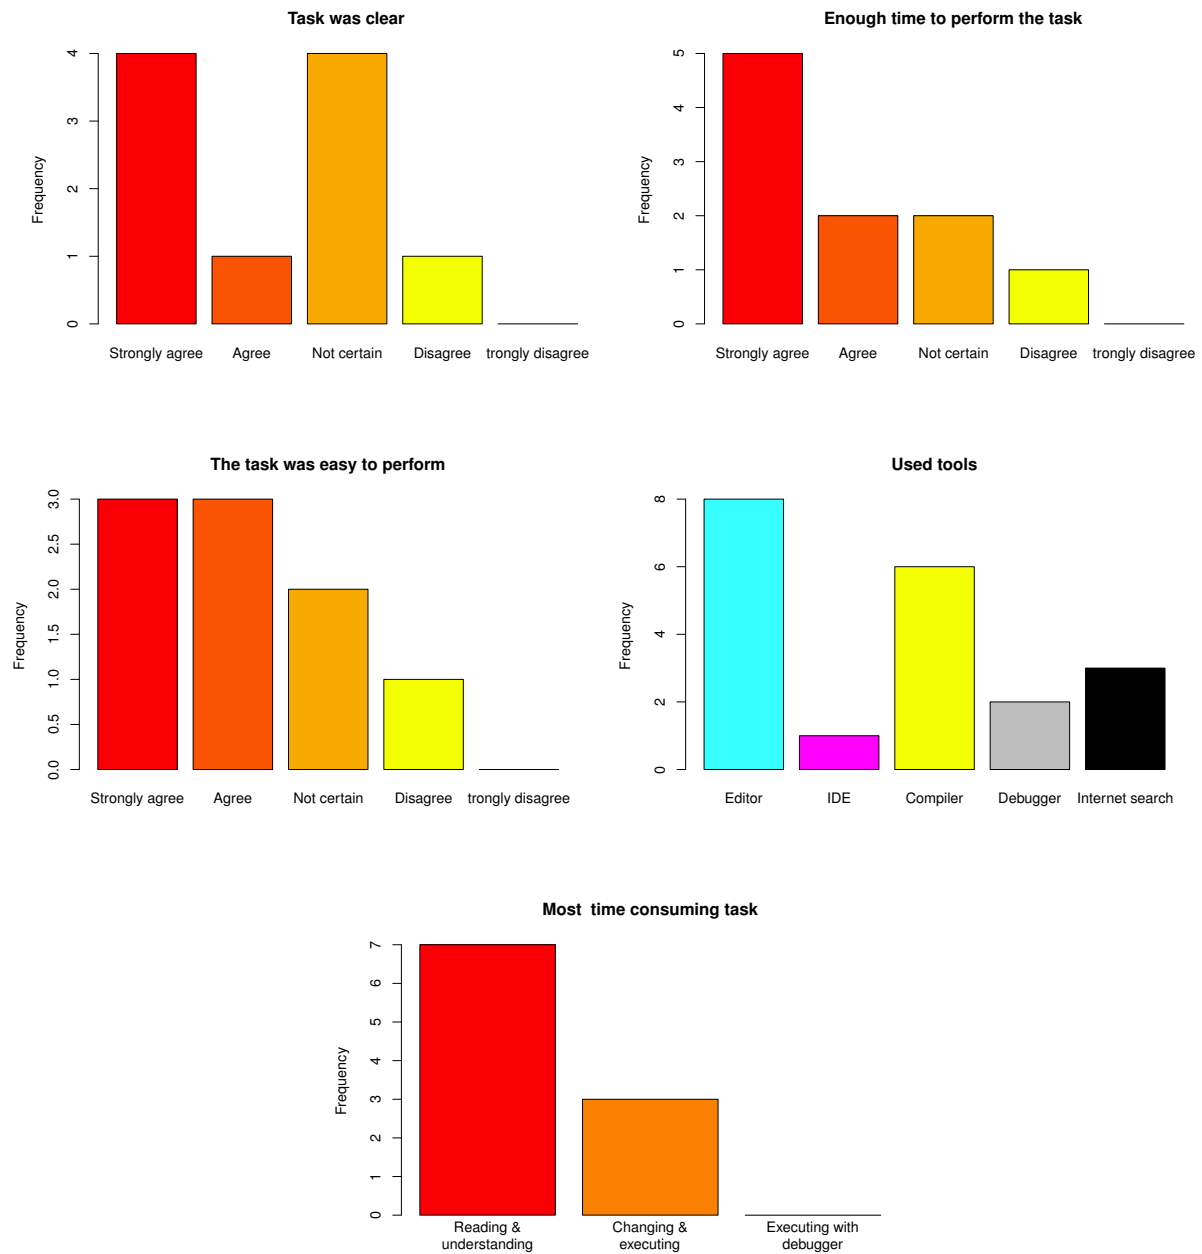 Task was clear
Frequency
4
3
2
1
0
Strongly agree Agree Not certain Disagree trongly disagree
Enough time to perform the task
Frequency
5
4
3
2
1
0
Strongly agree Agree Not certain Disagree trongly disagree
The task was easy to perform
Frequency
3.0
2.5
2.0
1.5
1.0
0.5
0.0
Strongly agree Agree Not certain Disagree trongly disagree
Used tools
Frequency
8
6
4
2
0
Editor IDE Compiler Debugger Internet search
Most  time consuming task
Frequency
7
6
5
4
3
2
1
0
Reading &
understanding
Changing &
executing
Executing with
debugger